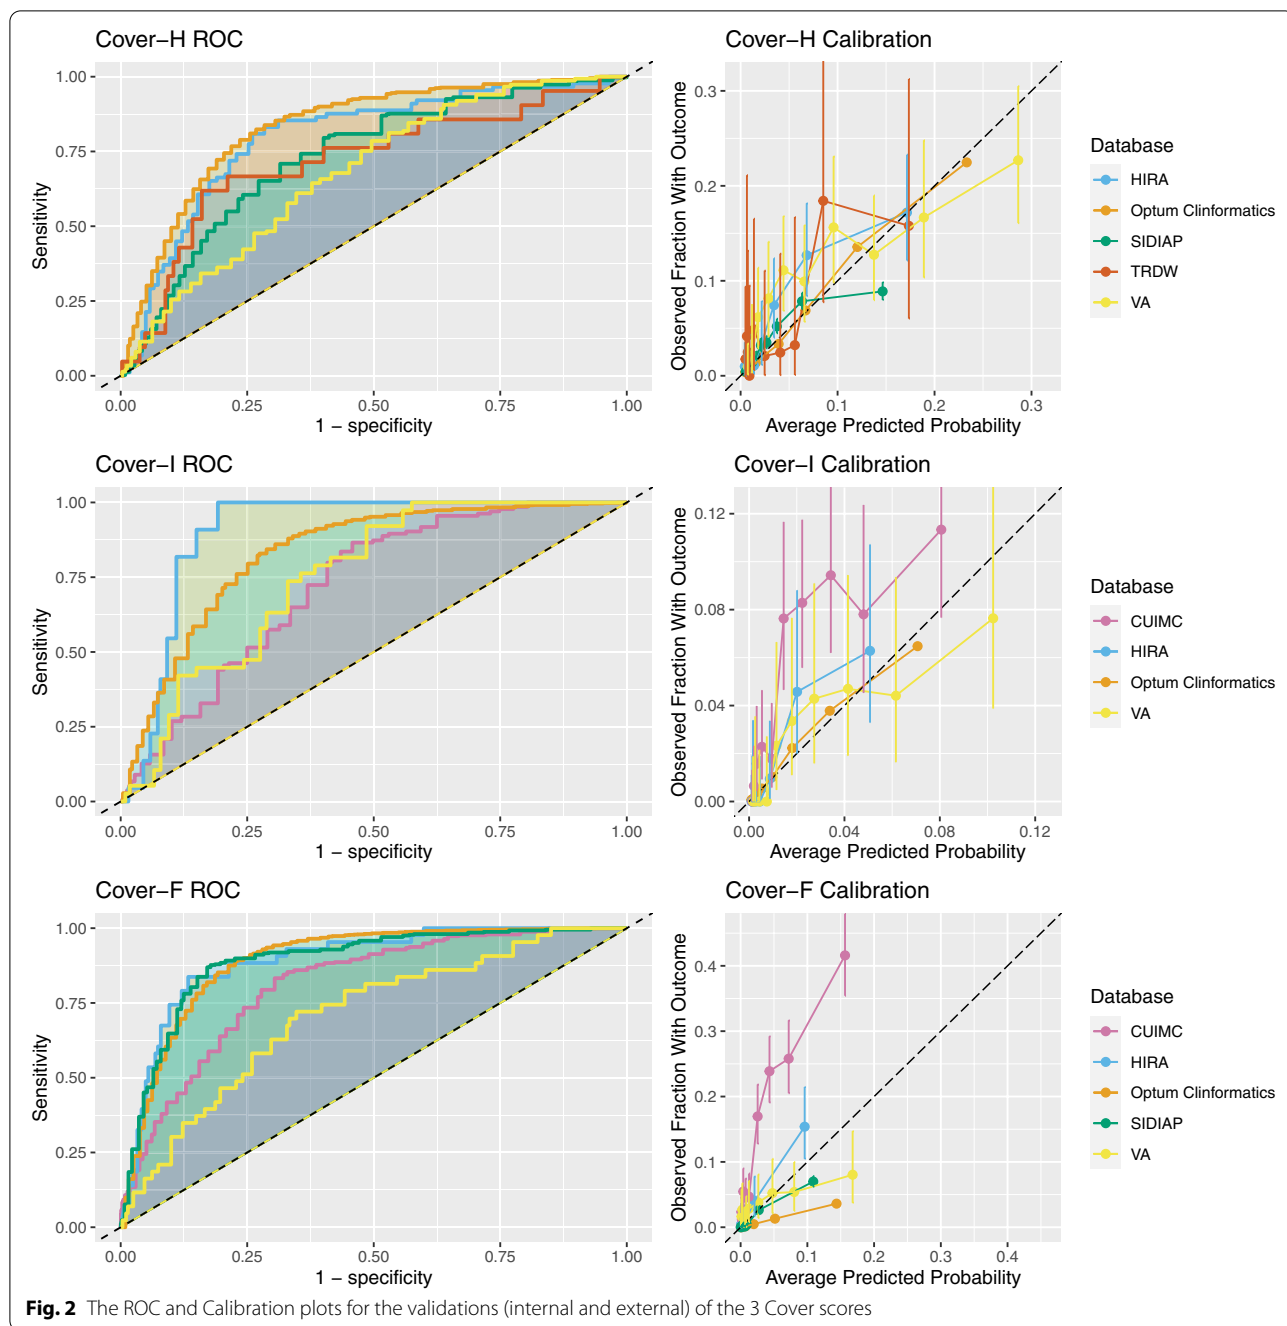 Cover−H ROC
Sensitivity
1.00
0.75
0.50
0.25
0.00
0.00 0.25 0.50 0.75 1.00
1 − specificity
Cover−H Calibration
Observed Fraction With Outcome
0.3
0.2
0.1
0.0
0.0 0.1 0.2 0.3
Average Predicted Probability
Database
HIRA
Optum Clinformatics
SIDIAP
TRDW
VA
Cover−I ROC
Sensitivity
1.00
0.75
0.50
0.25
0.00
0.00 0.25 0.50 0.75 1.00
1 − specificity
Cover−I Calibration
Observed Fraction With Outcome
0.12
0.08
0.04
0.00
0.00 0.04 0.08 0.12
Average Predicted Probability
Database
CUIMC
HIRA
Optum Clinformatics
VA
Cover−F ROC
Sensitivity
1.00
0.75
0.50
0.25
0.00
0.00 0.25 0.50 0.75 1.00
1 − specificity
Cover−F Calibration
Observed Fraction With Outcome
0.4
0.3
0.2
0.1
0.0
0.0 0.1 0.2 0.3 0.4
Average Predicted Probability
Database
CUIMC
HIRA
Optum Clinformatics
SIDIAP
VA
Fig. 2 The ROC and Calibration plots for the validations (internal and external) of the 3 Cover scores